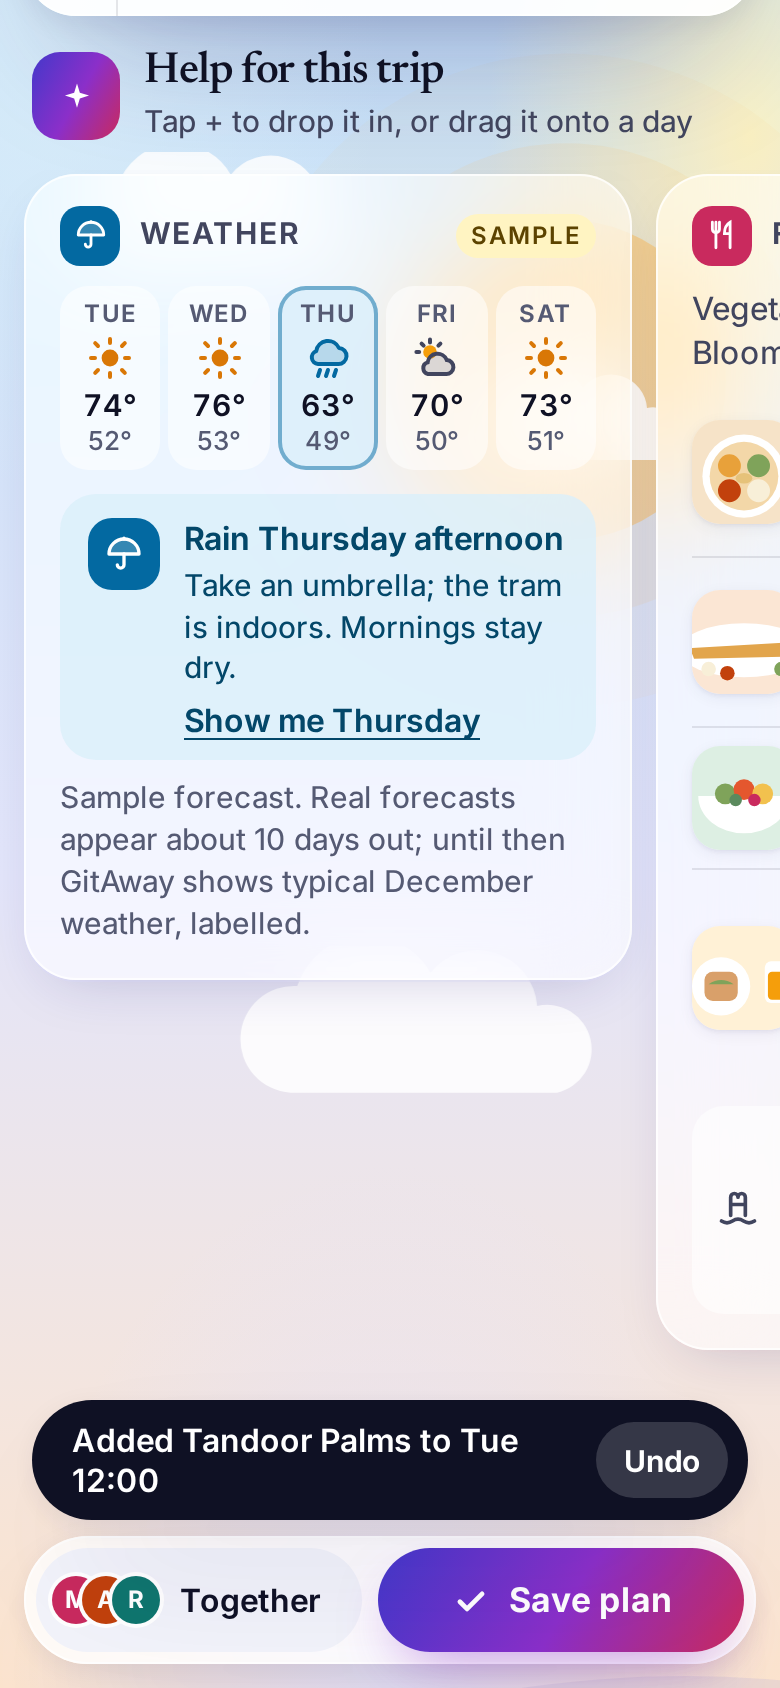 Help for this trip
Tap + to drop it in, or drag it onto a day
WEATHER
SAMPLE
TUE
WED
THU
FRI
SAT
74°
76°
63°
70°
73°
52°
53°
49°
50°
51°
Rain Thursday afternoon
Take an umbrella; the tram
is indoors. Mornings stay
dry.
Show me Thursday
Sample forecast. Real forecasts
appear about 10 days out; until then
GitAway shows typical December
weather, labelled.
Bloom
Added Tandoor Palms to Tue
12:00
Undo
M
A
R
Together
Save plan